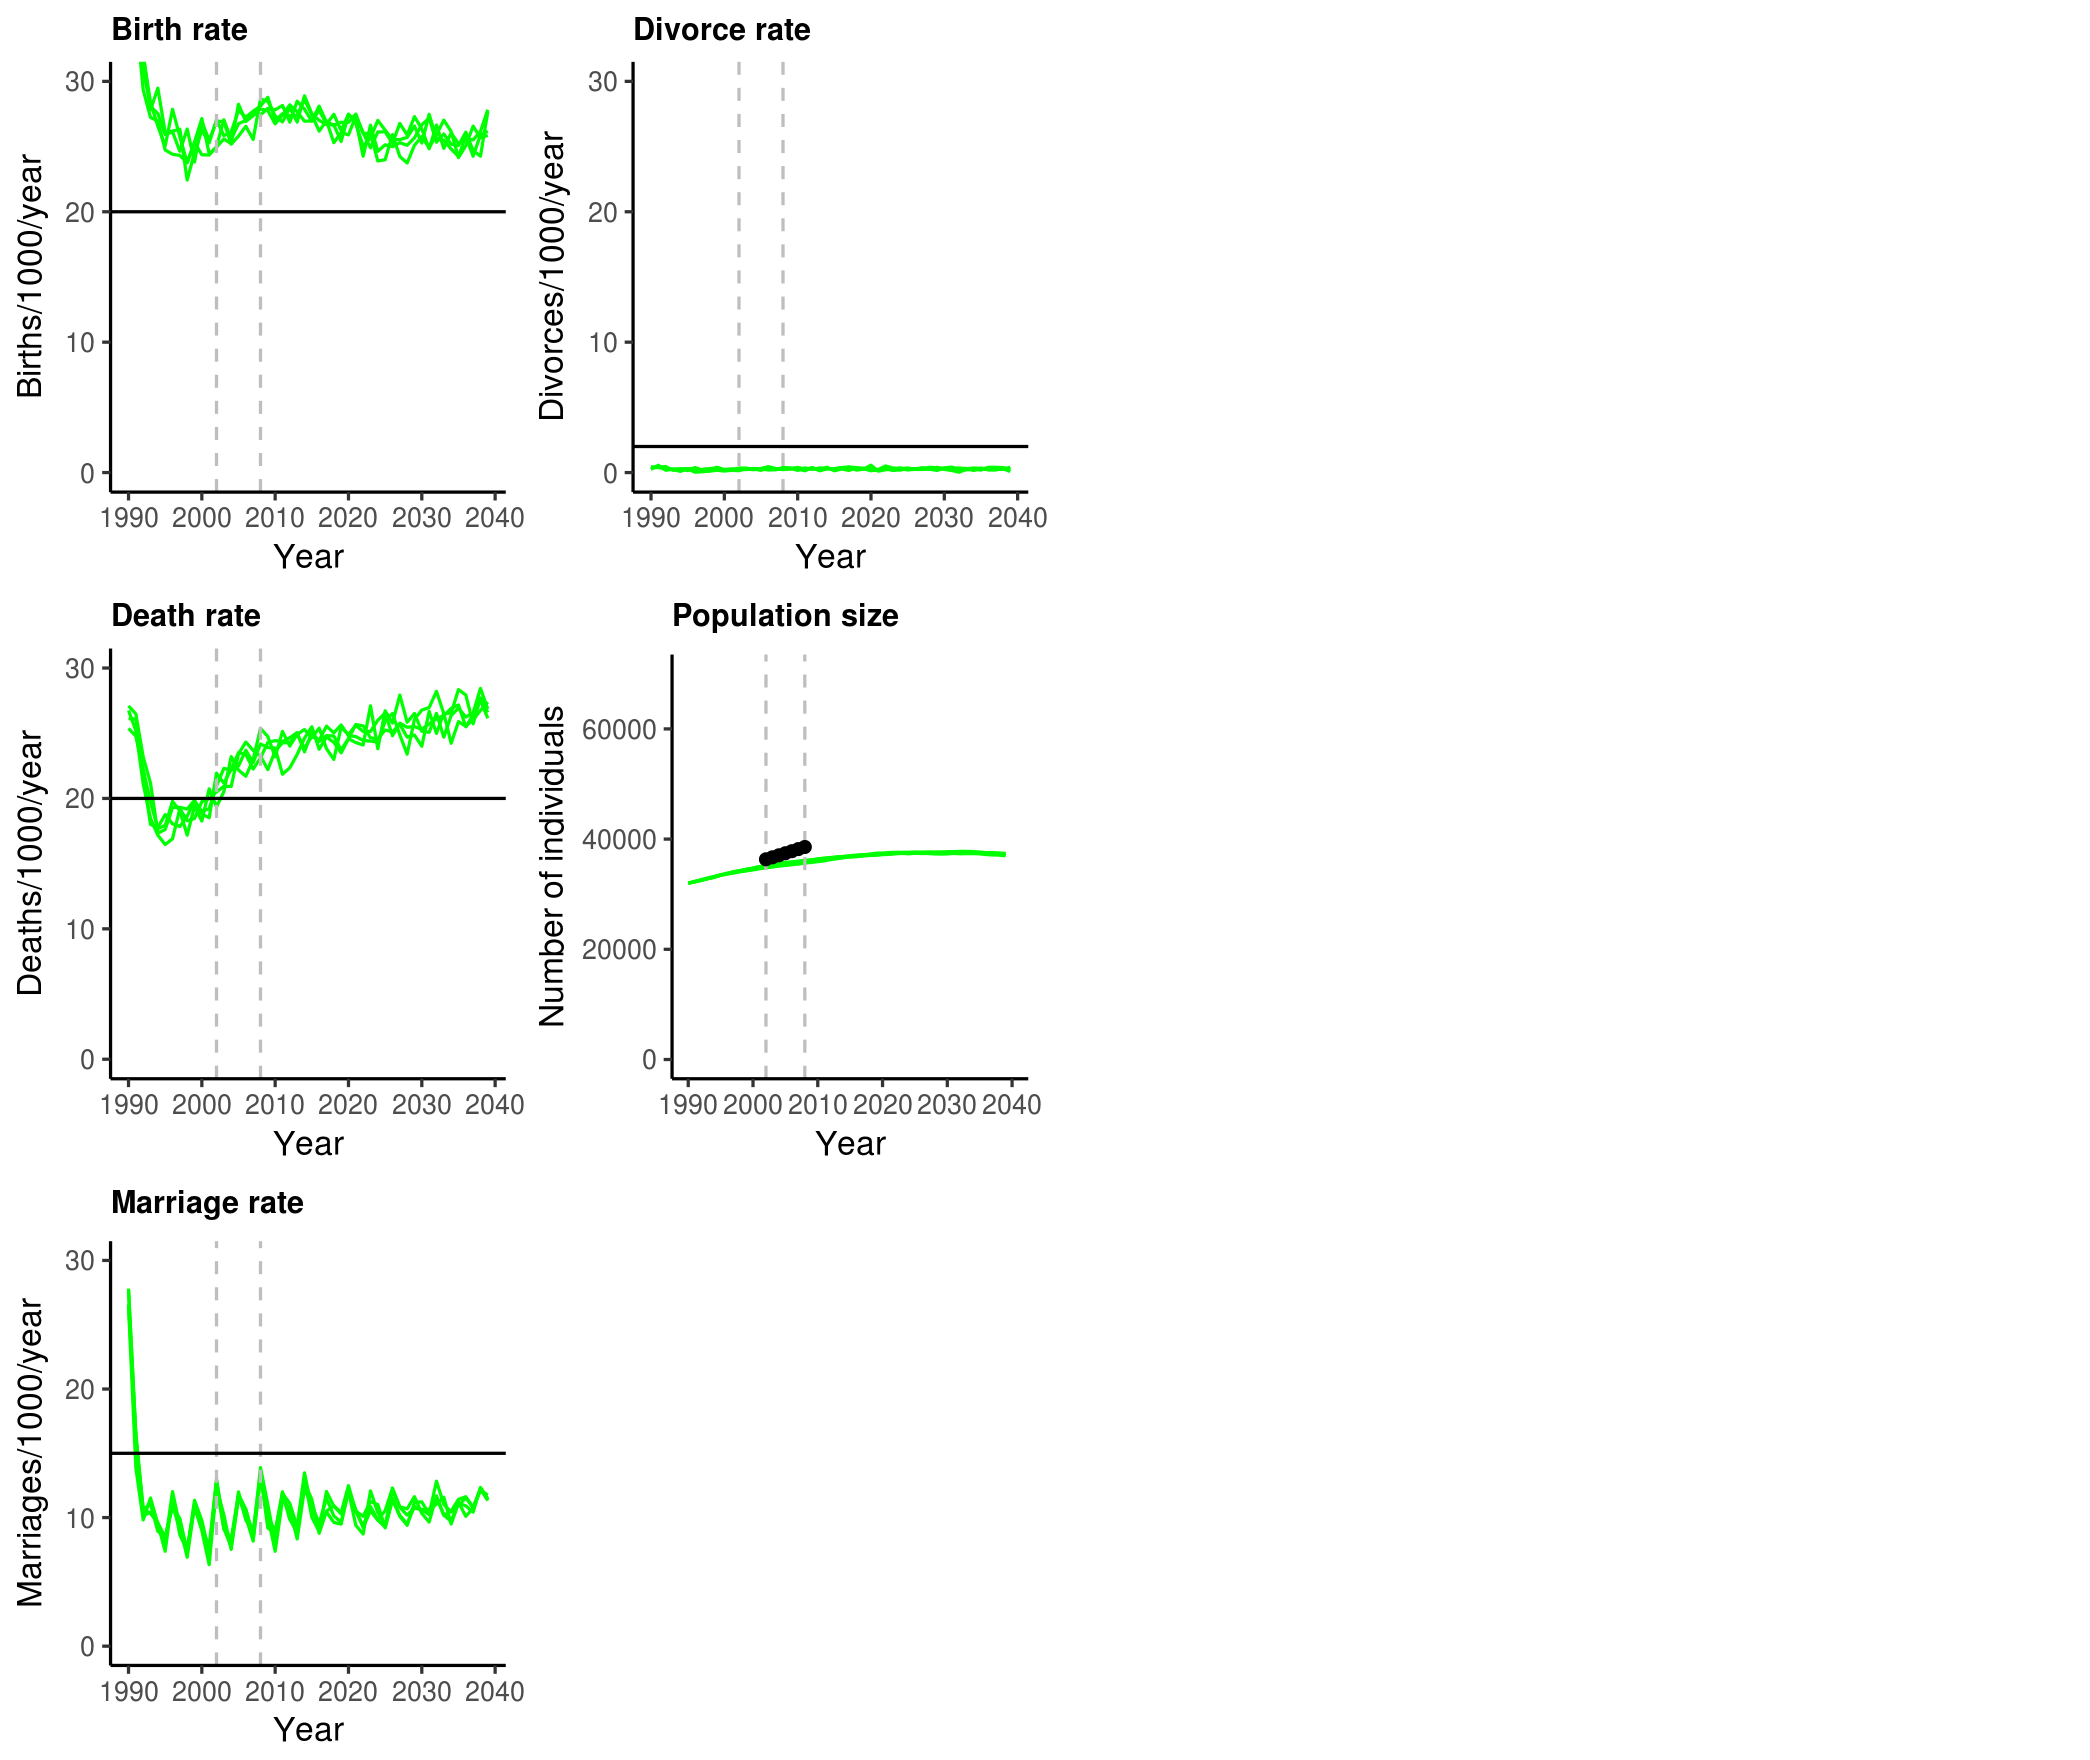 Birth rate
Births/1000/year
30
20
10
0
1990 2000 2010 2020 2030 2040
Year
Divorce rate
Divorces/1000/year
30
20
10
0
1990 2000 2010 2020 2030 2040
Year
Death rate
Deaths/1000/year
30
20
10
0
1990 2000 2010 2020 2030 2040
Year
Population size
Number of individuals
60000
40000
20000
0
1990 2000 2010 2020 2030 2040
Year
Marriage rate
Marriages/1000/year
30
20
10
0
1990 2000 2010 2020 2030 2040
Year